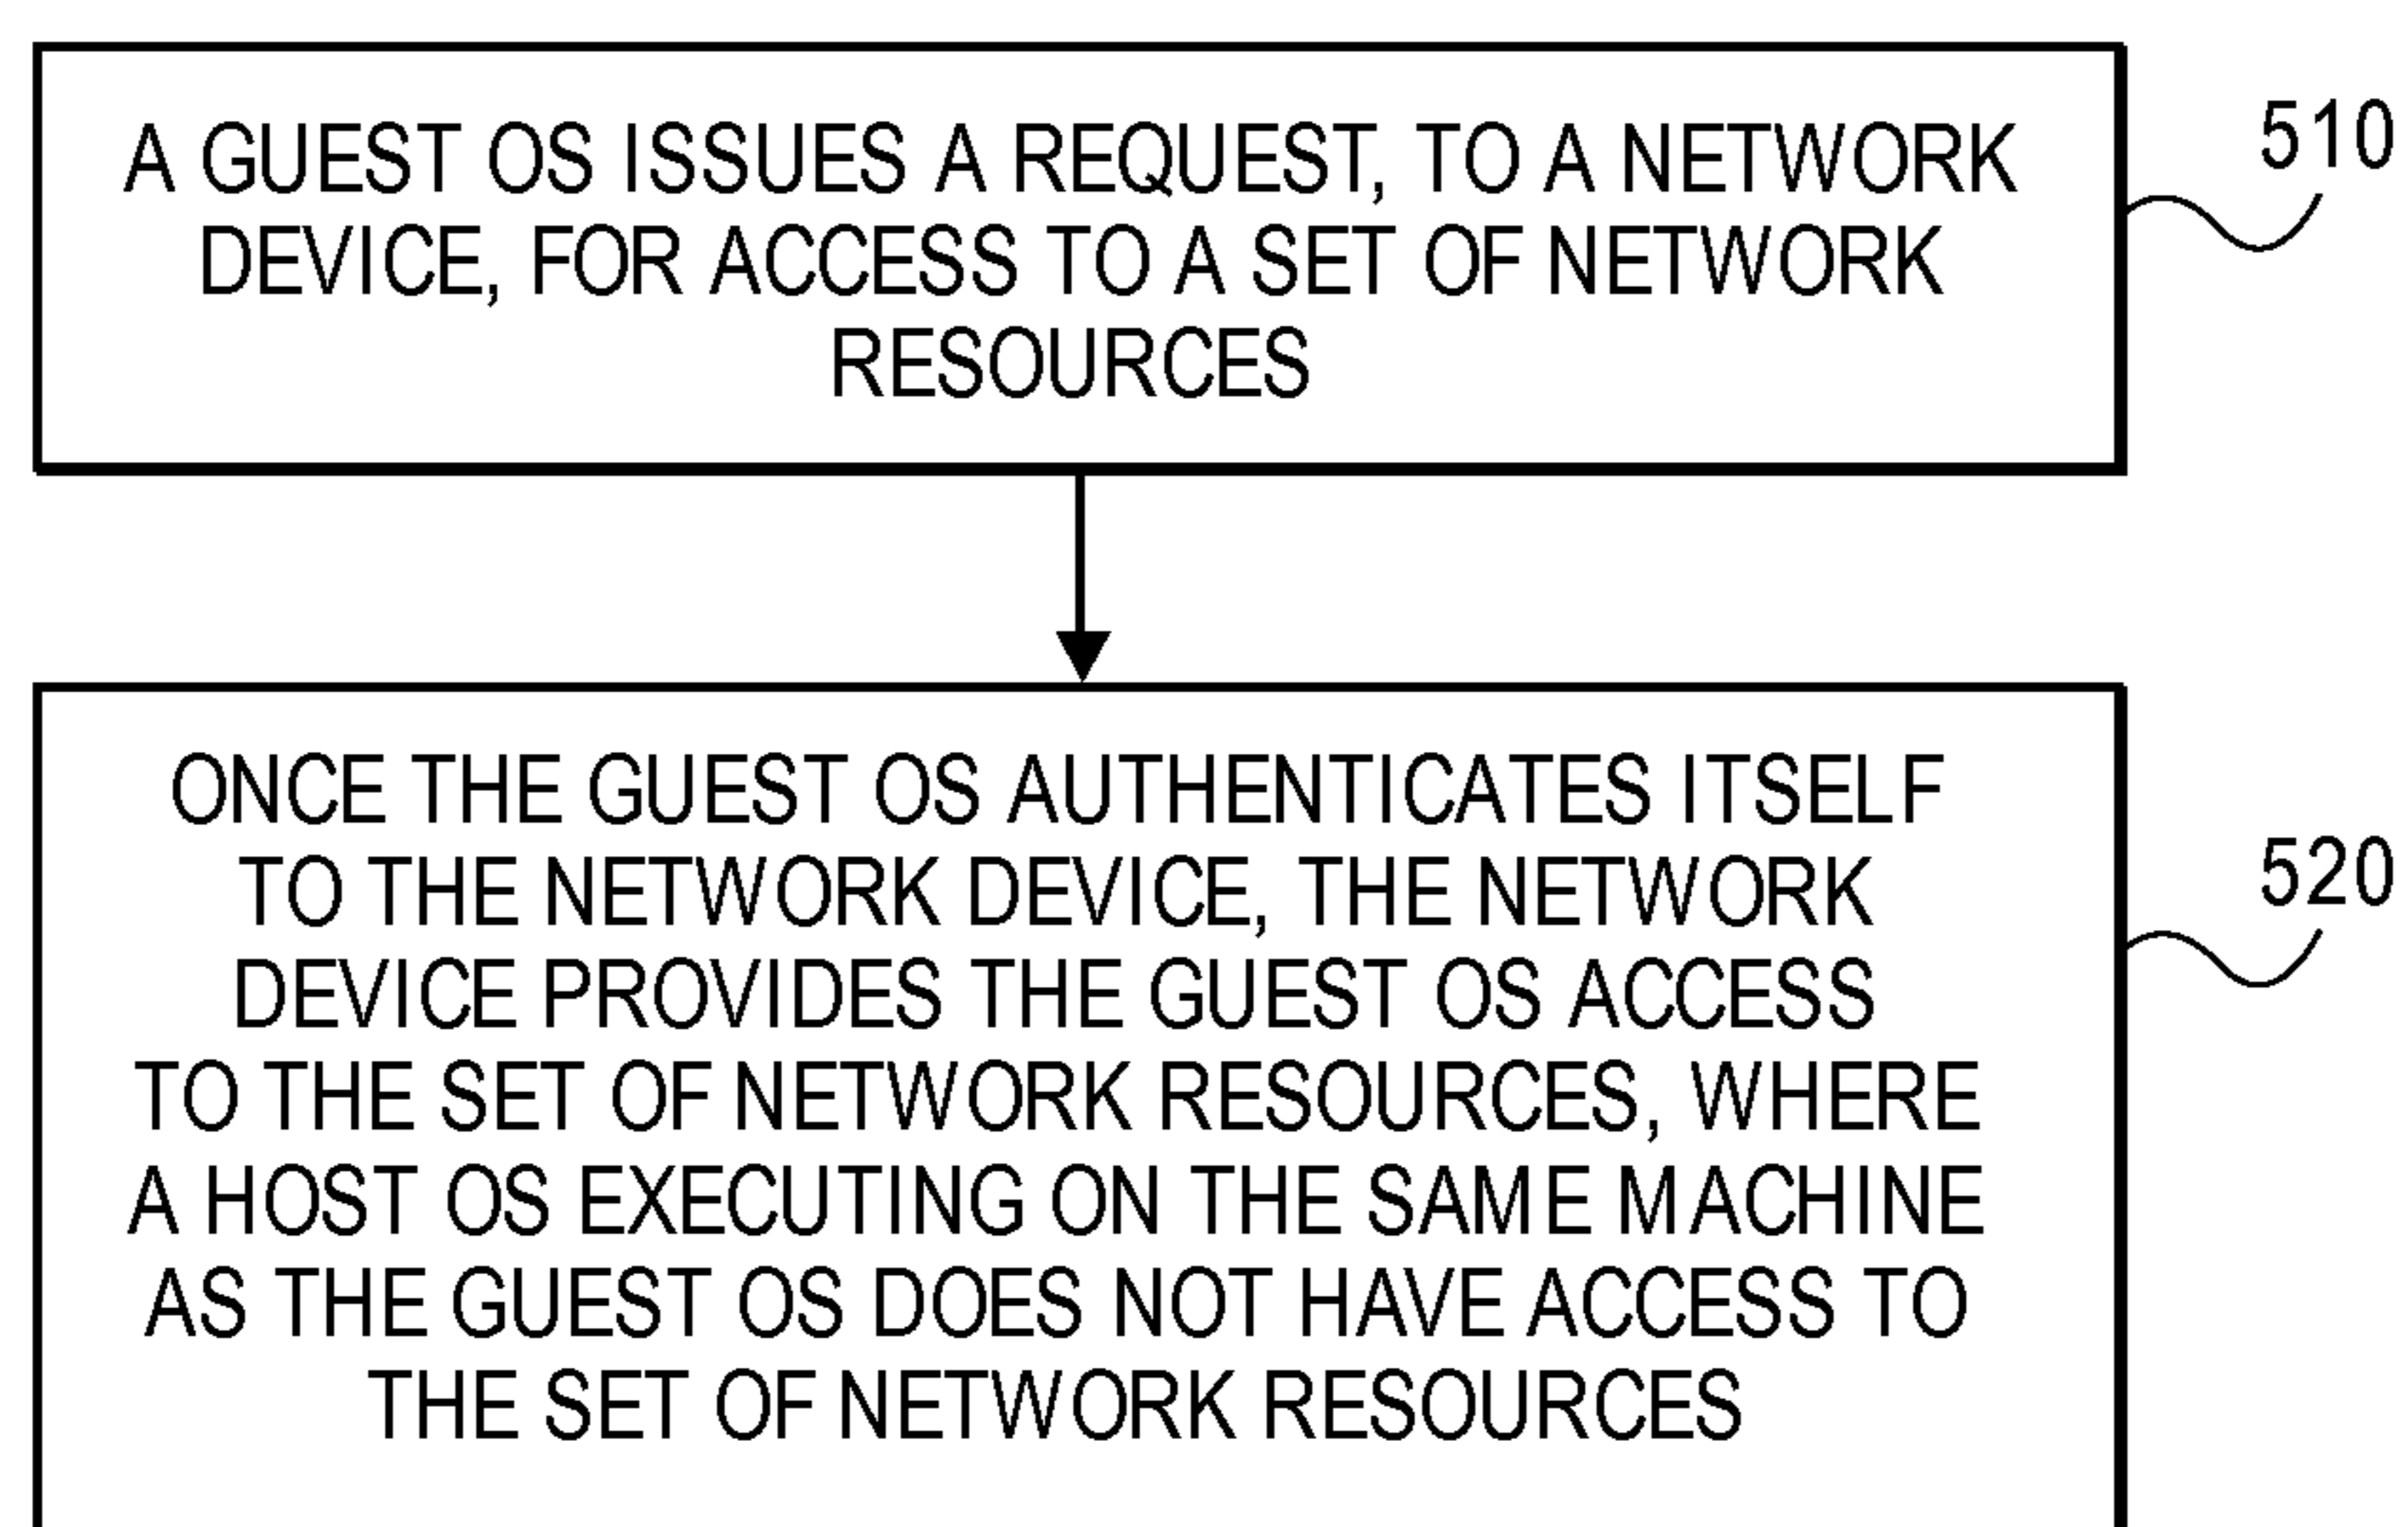 A GUEST OS ISSUES A REQUEST, TO A NETWORK
DEVICE, FOR ACCESS TO A SET OF NETWORK
RESOURCES
510
ONCE THE GUEST OS AUTHENTICATES ITSELF
TO THE NETWORK DEVICE, THE NETWORK
DEVICE PROVIDES THE GUEST OS ACCESS
TO THE SET OF NETWORK RESOURCES, WHERE
A HOST OS EXECUTING ON THE SAME MACHINE
AS THE GUEST OS DOES NOT HAVE ACCESS TO
THE SET OF NETWORK RESOURCES
520